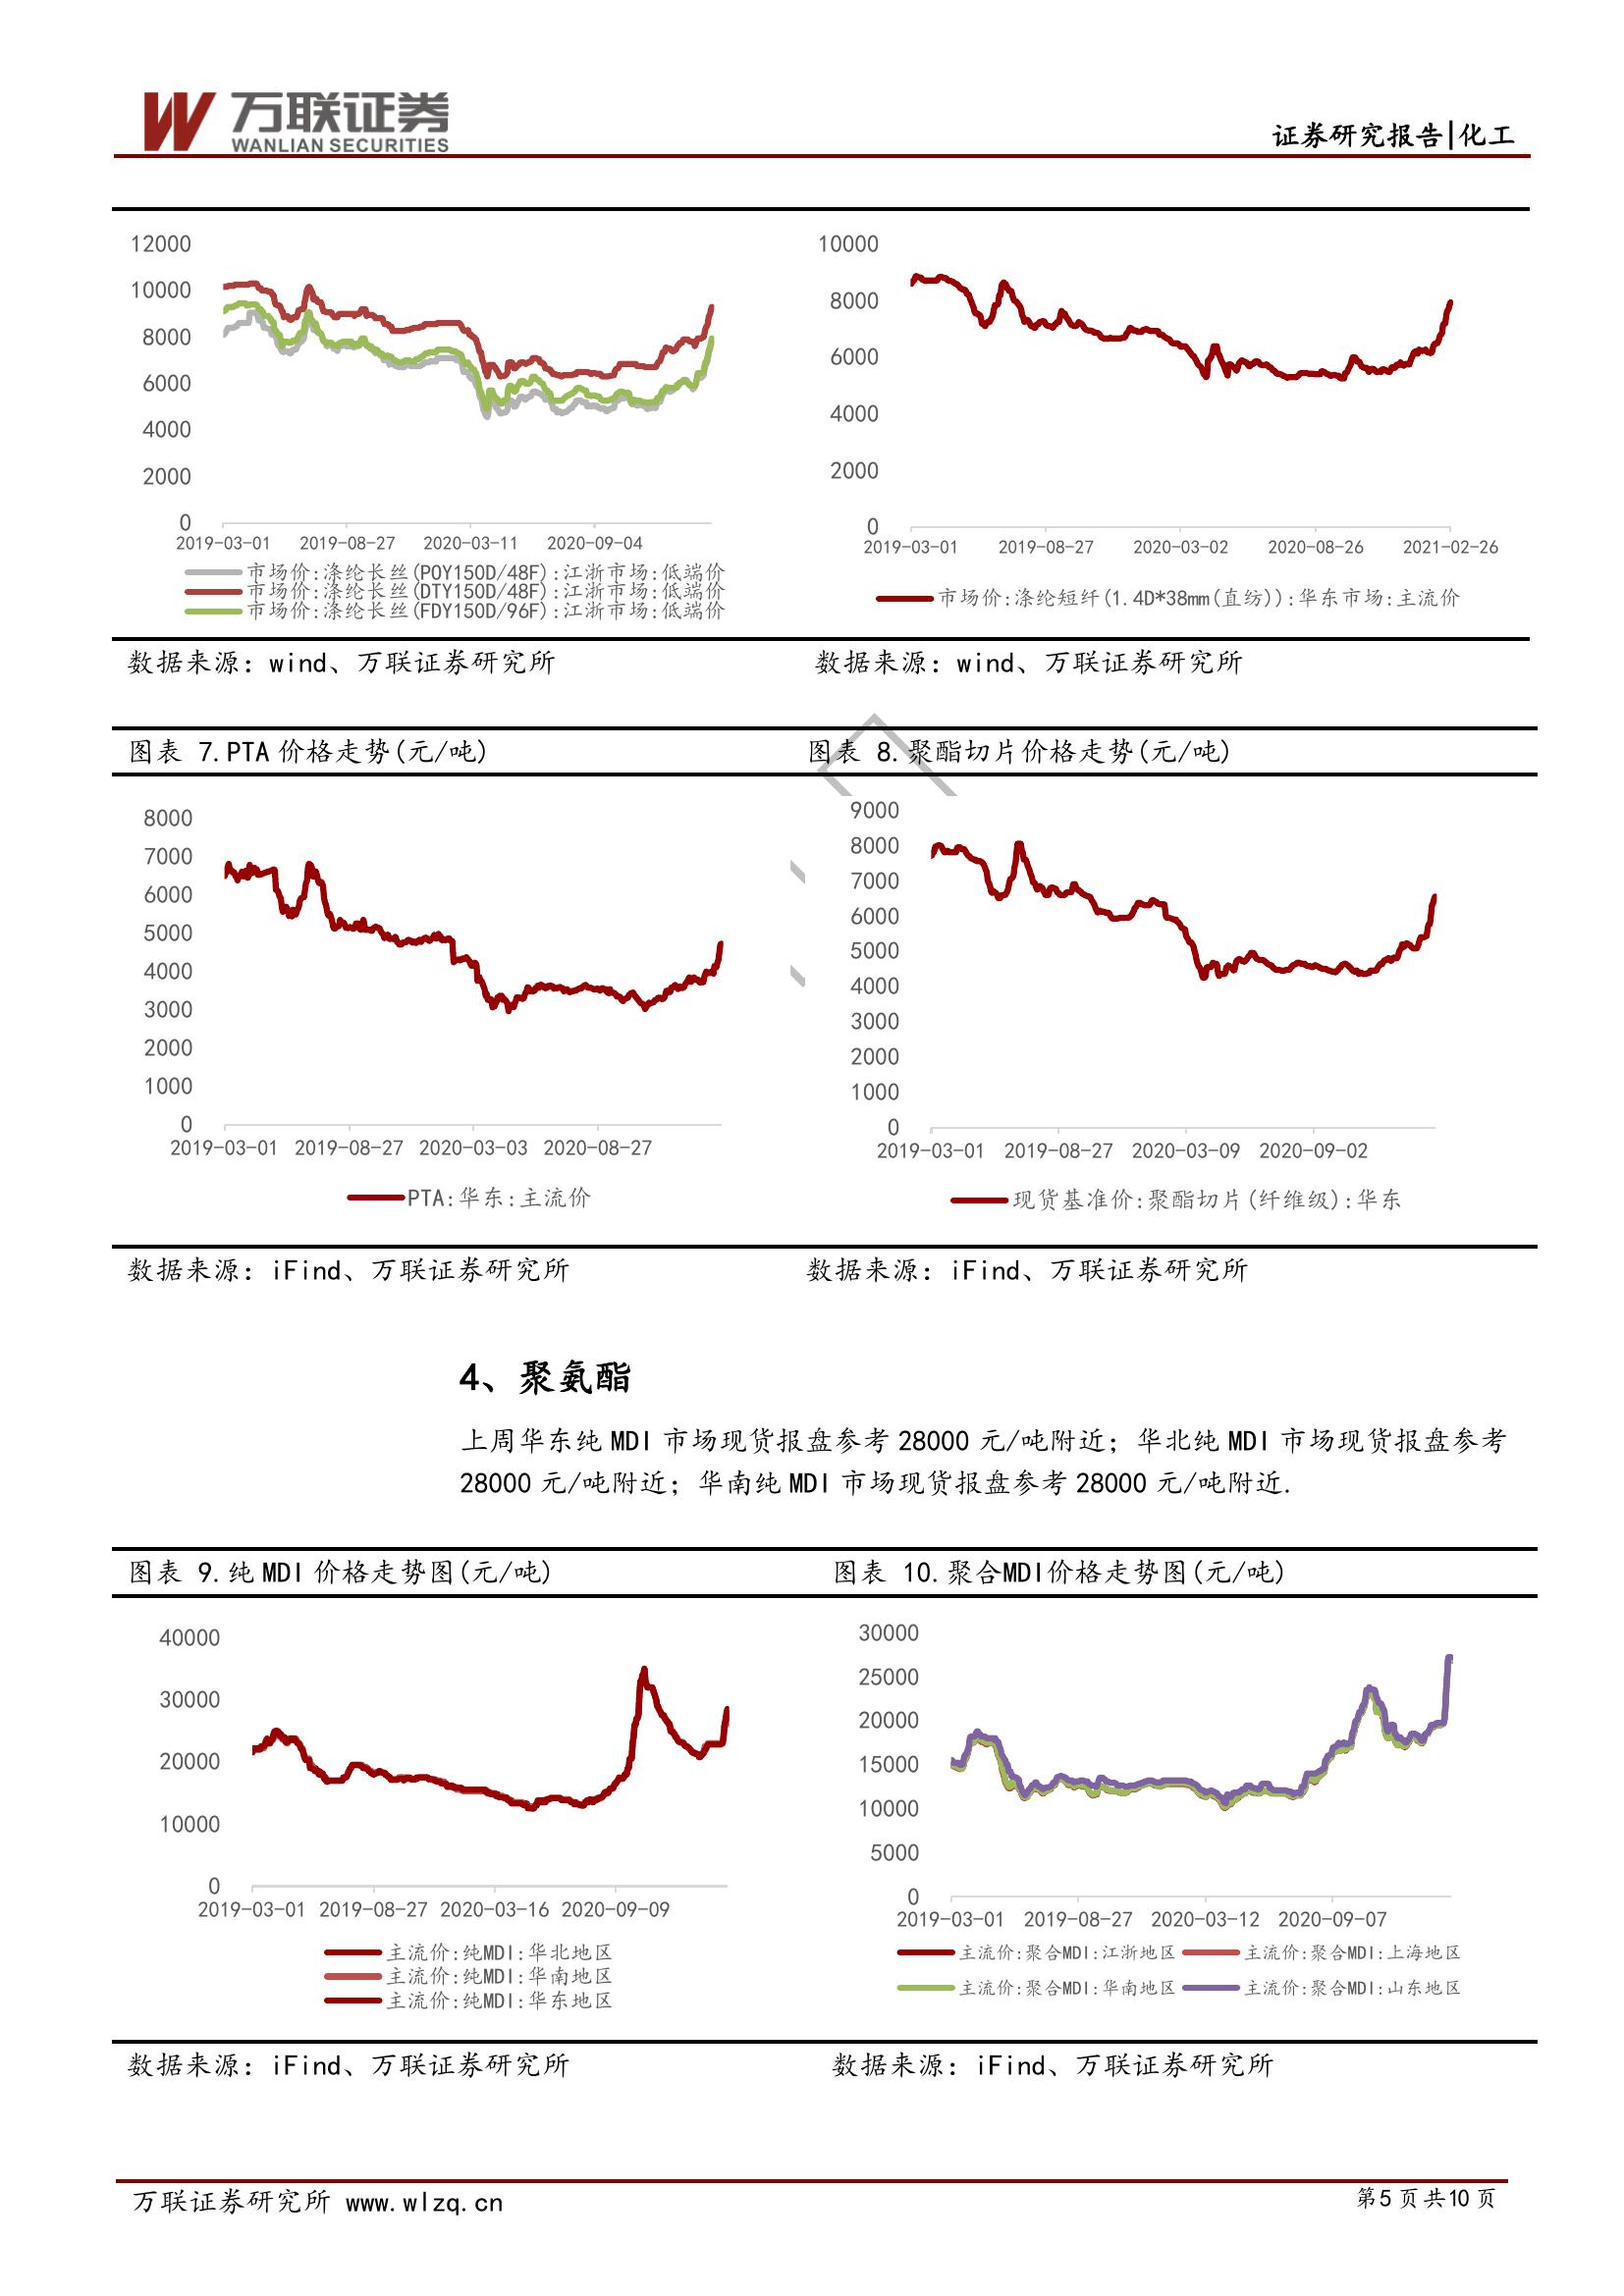 万联证券
WANLIAN SECURITIES
证券研究报告|化工
12000
10000
8000
6000
4000
2000
0
2019-03-01 2019-08-27 2020-03-11 2020-09-04
市场价:涤纶长丝(POY150D/48F):江浙市场:低端价
市场价:涤纶长丝(DTY150D/48F):江浙市场:低端价
市场价:涤纶长丝(FDY150D/96F):江浙市场:低端价
10000
8000
6000
4000
2000
0
2019-03-01 2019-08-27 2020-03-02 2020-08-26 2021-02-26
市场价:涤纶短纤(1.4D*38mm(直纺)):华东市场:主流价
数据来源：wind、万联证券研究所
数据来源：wind、万联证券研究所
图表 7.PTA 价格走势(元/吨)
图表 8.聚酯切片价格走势(元/吨)
8000
7000
6000
5000
4000
3000
2000
1000
0
2019-03-01 2019-08-27 2020-03-03 2020-08-27
PTA:华东:主流价
9000
8000
7000
6000
5000
4000
3000
2000
1000
0
2019-03-01 2019-08-27 2020-03-09 2020-09-02
现货基准价:聚酯切片(纤维级):华东
数据来源：iFind、万联证券研究所
数据来源：iFind、万联证券研究所
4、聚氨酯
上周华东纯 MDI 市场现货报盘参考 28000 元/吨附近；华北纯 MDI 市场现货报盘参考
28000 元/吨附近；华南纯 MDI 市场现货报盘参考 28000 元/吨附近.
图表 9.纯 MDI 价格走势图(元/吨)
图表 10.聚合MDI价格走势图(元/吨)
40000
30000
20000
10000
0
2019-03-01 2019-08-27 2020-03-16 2020-09-09
主流价:纯MDI:华北地区
主流价:纯MDI:华南地区
主流价:纯MDI:华东地区
30000
25000
20000
15000
10000
5000
0
2019-03-01 2019-08-27 2020-03-12 2020-09-07
主流价:聚合MDI:江浙地区 主流价:聚合MDI:上海地区
主流价:聚合MDI:华南地区 主流价:聚合MDI:山东地区
数据来源：iFind、万联证券研究所
数据来源：iFind、万联证券研究所
万联证券研究所 www.wlzq.cn
第5 页 共10 页